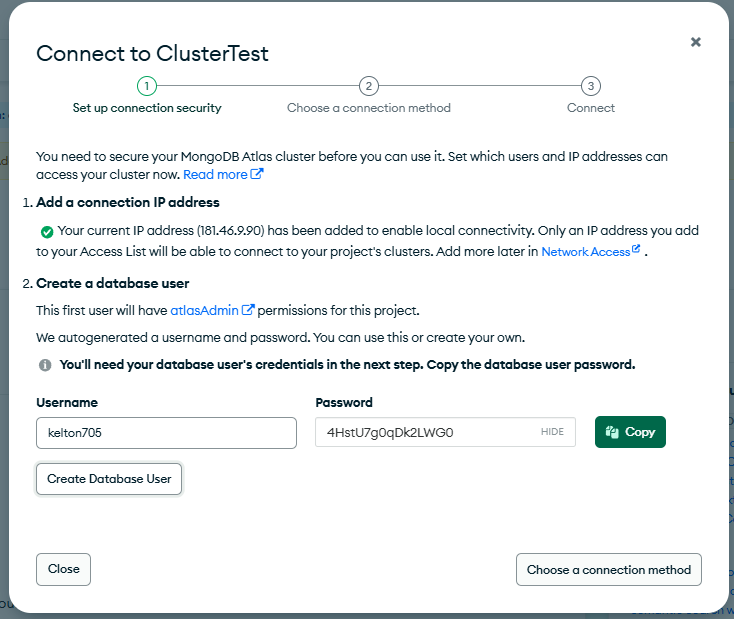 Connect to ClusterTest
1
2
3
Set up connection security
Choose a connection method
Connect
You need to secure your MongoDB Atlas cluster before you can use it. Set which users and IP addresses can
access your cluster now. Read more
1. Add a connection IP address
Your current IP address (181.46.9.90) has been added to enable local connectivity. Only an IP address you add
to your Access List will be able to connect to your project's clusters. Add more later in Network Access .
2. Create a database user
This first user will have atlasAdmin permissions for this project.
We autogenerated a username and password. You can use this or create your own.
You'll need your database user's credentials in the next step. Copy the database user password.
Username
Password
kelton705
4HstU7g0qDk2LWG0
HIDE
Copy
Create Database User
Close
Choose a connection method